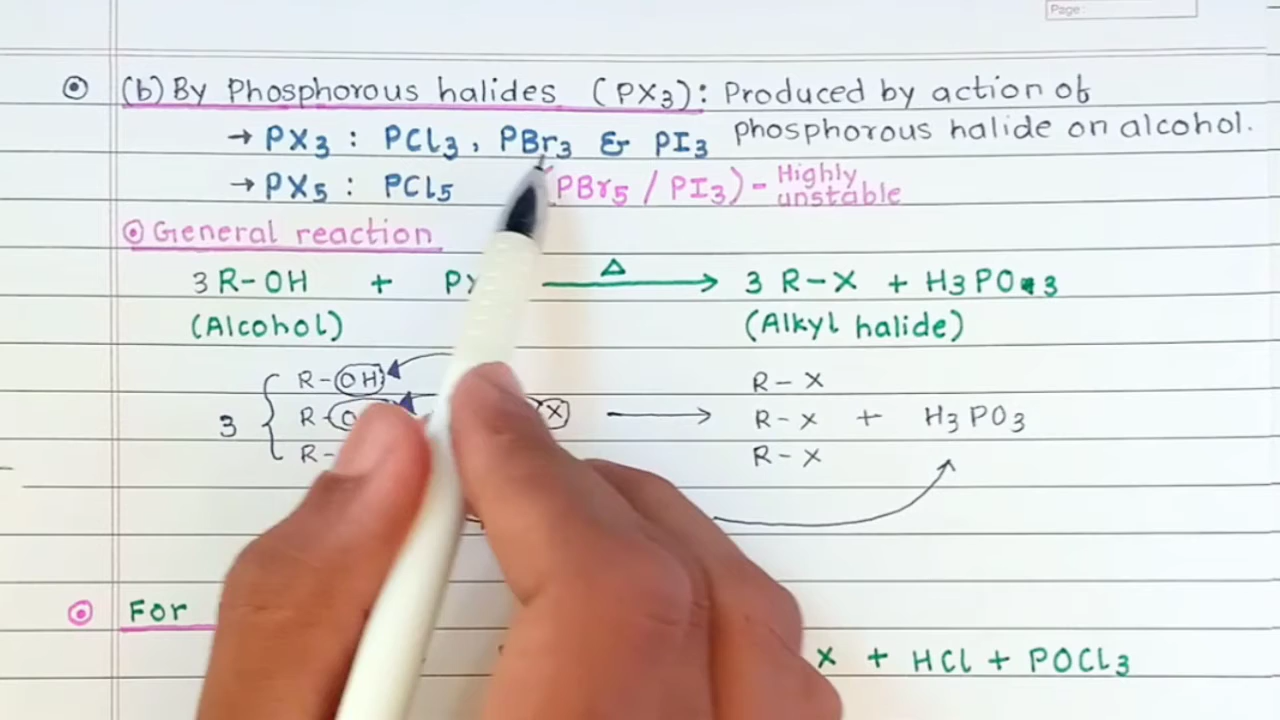 Page:
(b) By Phosphorous halides (PX3): Produced by action of
→ PX3 : PCl3, PBr3 & PI3 phosphorous halide on alcohol.
→ PX5 : PCl5 (PBr5 / PI3) - Highly unstable
General reaction
3 R-OH + P Δ → 3 R-X + H3PO3
(Alcohol) (Alkyl halide)
R-OH R-X
3 R- X → R-X + H3PO3
R- R-X
For
X + HCl + POCl3